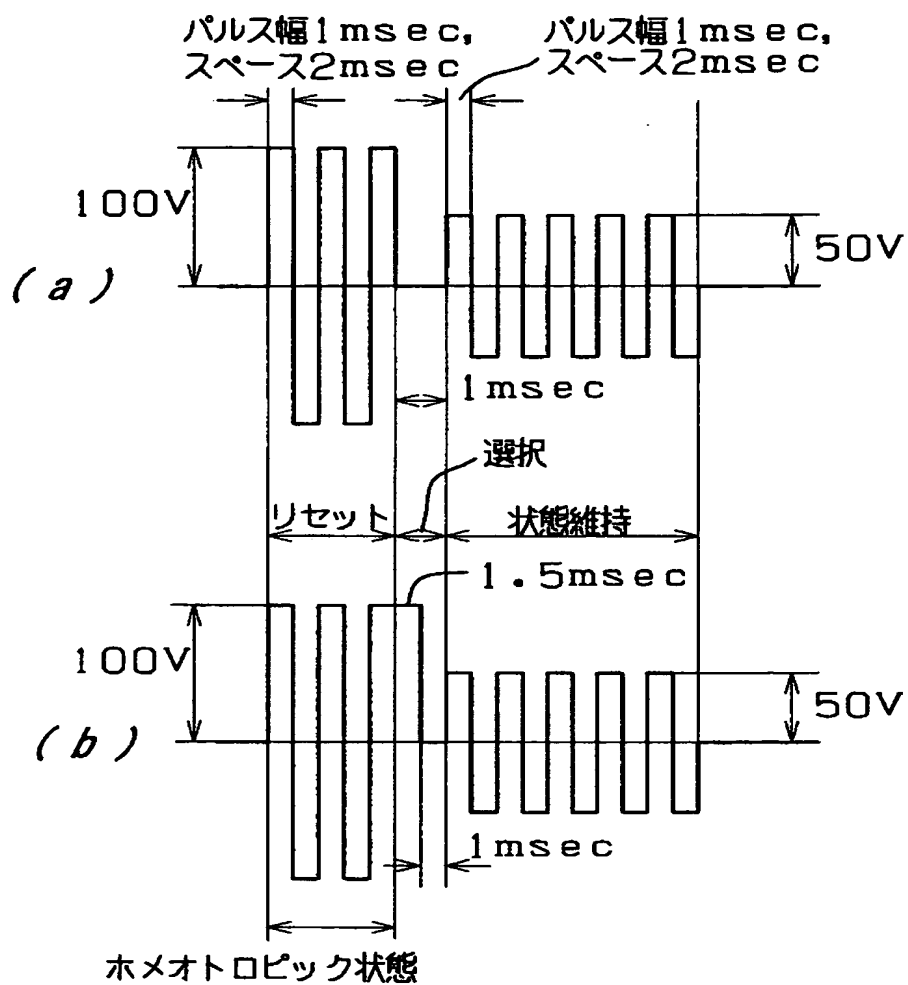 パルス幅1msec,
スペース2msec
パルス幅1msec,
スペース2msec
100V
50V
(a)
1msec
選択
リセット
状態維持
1.5msec
100V
50V
(b)
1msec
ホメオトロピック状態